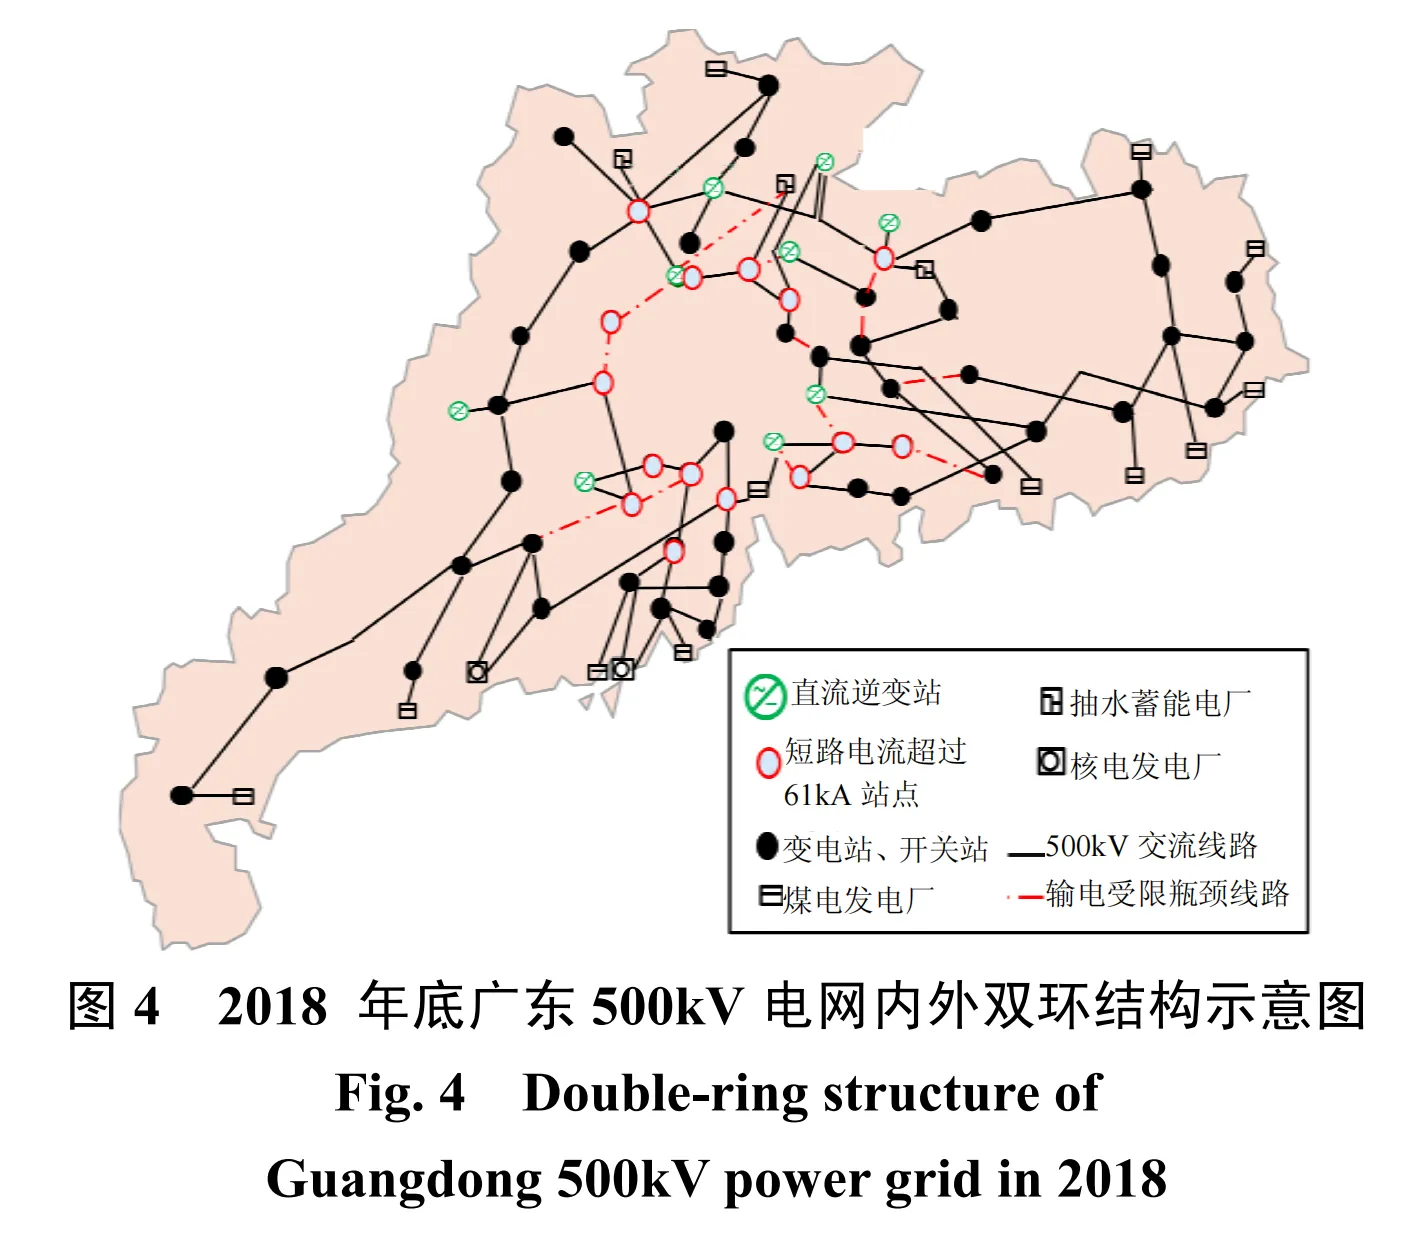 直流逆变站
抽水蓄能电厂
短路电流超过
61kA 站点
核电发电厂
变电站、开关站
500kV 交流线路
煤电发电厂
输电受限瓶颈线路
图 4 2018 年底广东 500kV 电网内外双环结构示意图
Fig. 4 Double-ring structure of
Guangdong 500kV power grid in 2018